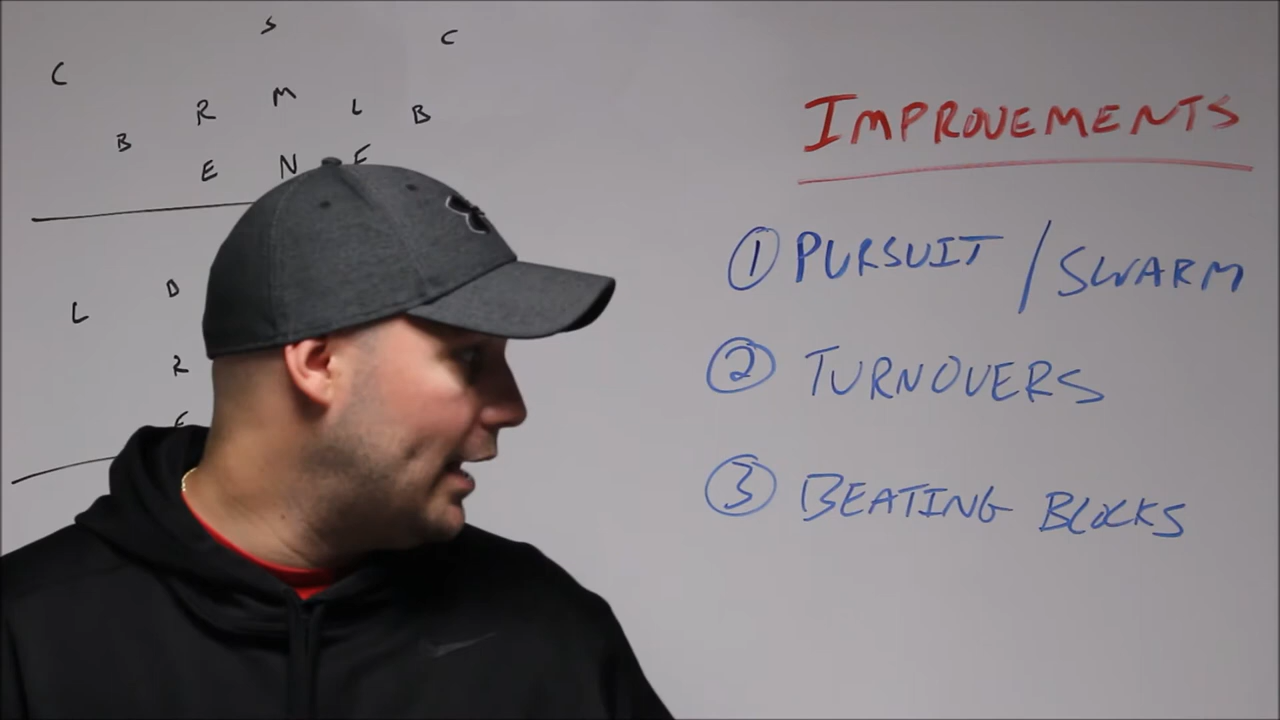 S
C
C
R M L B
B
E N E
IMPROVEMENTS
① PURSUIT / SWARM
② TURNOVERS
③ BEATING BLOCKS
L B
R
E